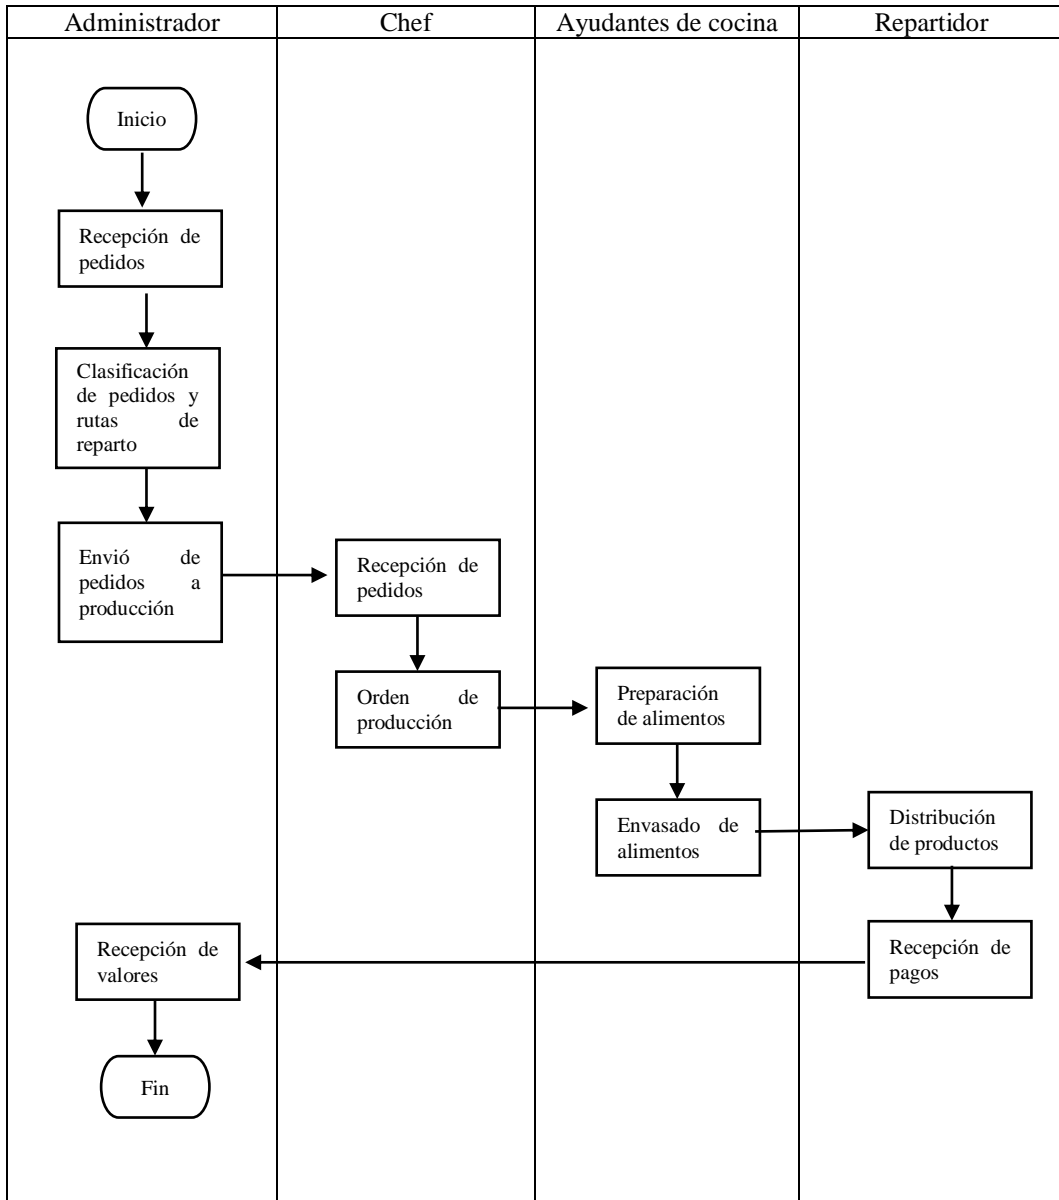 Administrador
Chef
Ayudantes de cocina
Repartidor
Inicio
Recepción de
pedidos
Clasificación
de pedidos y
rutas de
reparto
Envió de
pedidos a
producción
Recepción de
pedidos
Orden de
producción
Preparación
de alimentos
Envasado de
alimentos
Distribución
de productos
Recepción de
pagos
Recepción de
valores
Fin